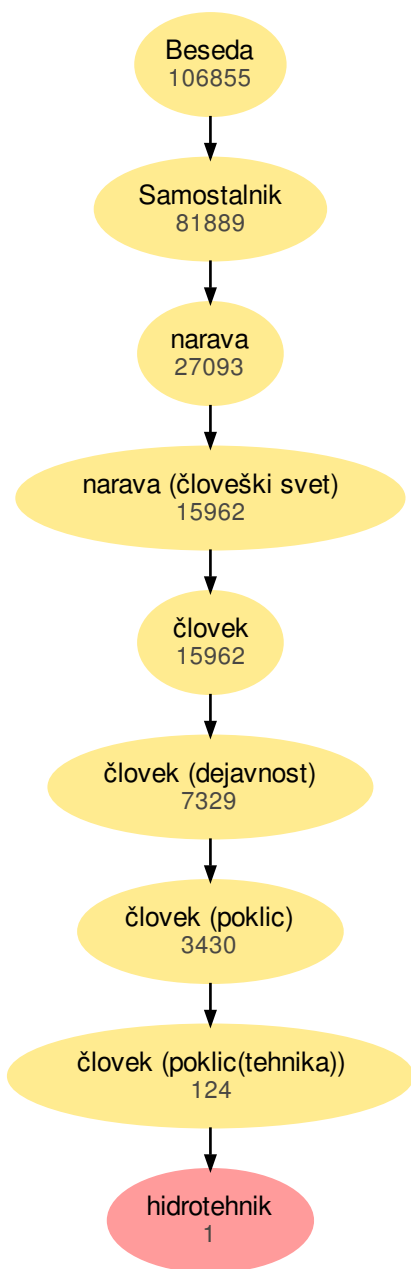 Beseda
106855
Samostalnik
81889
narava
27093
narava (človeški svet)
15962
človek
15962
človek (dejavnost)
7329
človek (poklic)
3430
človek (poklic(tehnika))
124
hidrotehnik
1